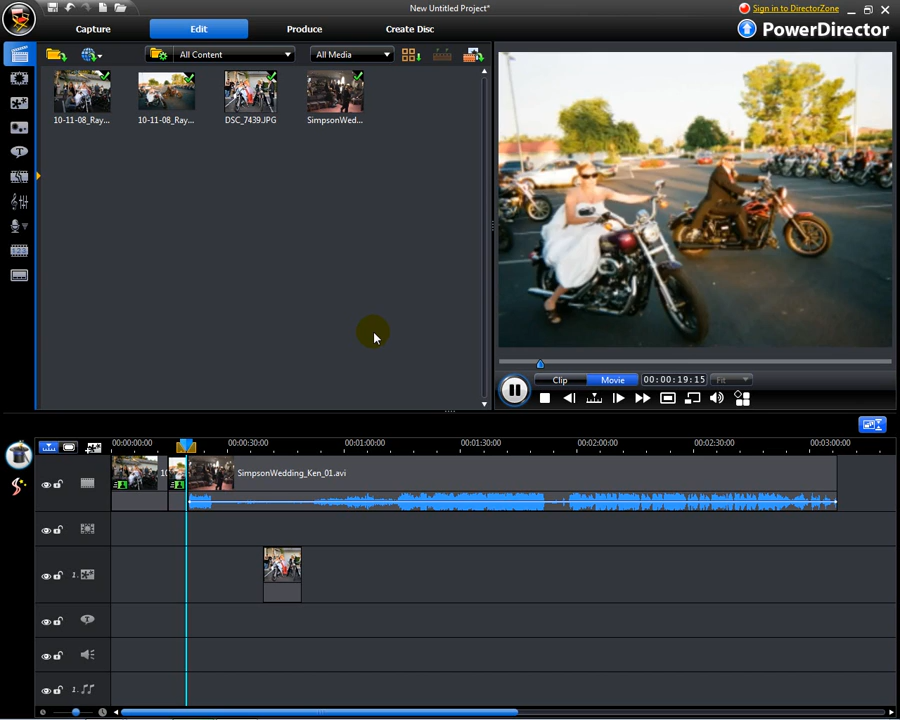 New Untitled Project*
Sign in to DirectorZone
Capture
Edit
Produce
Create Disc
PowerDirector
All Content
All Media
10-11-08_Ray...
10-11-08_Ray...
DSC_7439.JPG
SimpsonWed...
Clip
Movie
00:00:19:15
Fit
00:00:00:00
00:00:30:00
00:01:00:00
00:01:30:00
00:02:00:00
00:02:30:00
00:03:00:00
10
SimpsonWedding_Ken_01.avi
1.
1.